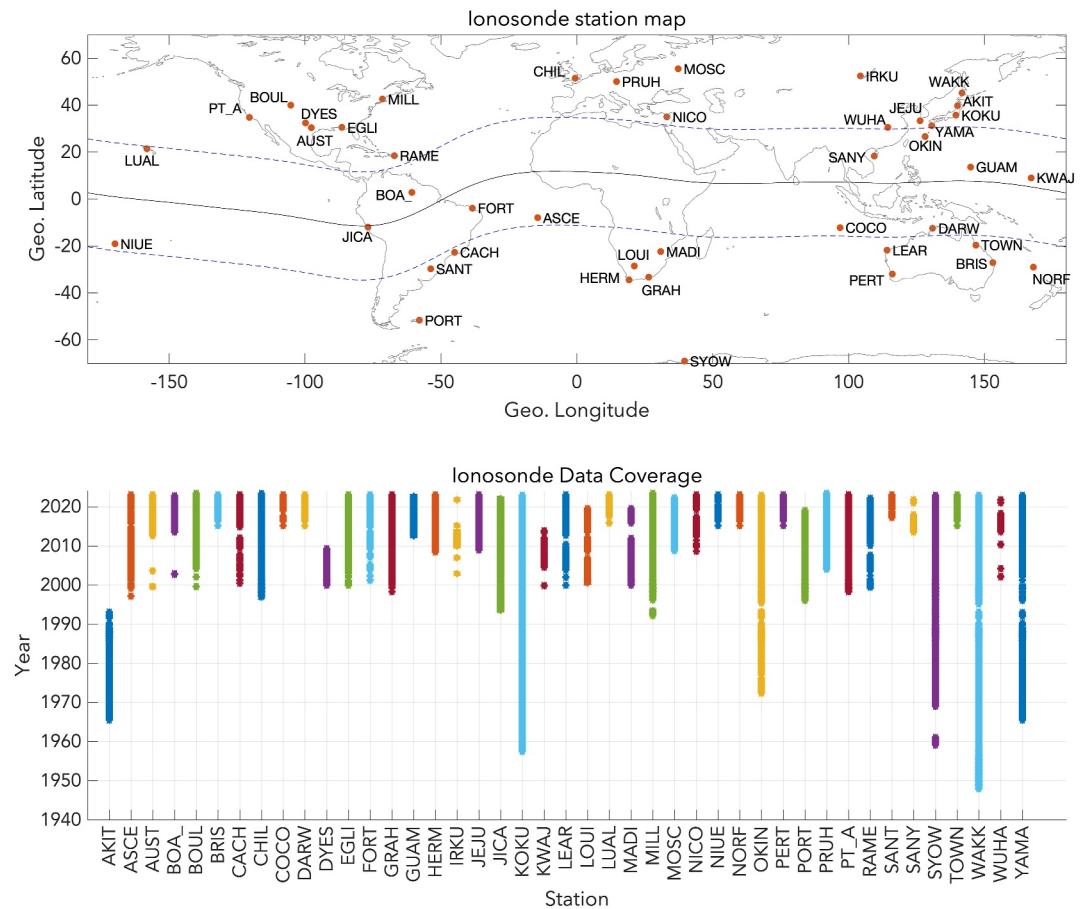 Ionosonde station map
60
40
20
0
-20
-40
-60
Geo. Latitude
-150
-100
-50
0
50
100
150
Geo. Longitude
CHIL
MOSC
PRUH
IRKU
WAKK
BOUL
MILL
PT_A
DYES
AUST
EGLI
NICO
JEJU
AKIT
KOKU
WUHA
YAMA
OKIN
LUAL
RAME
SANY
GUAM
KWAJ
BOA_
FORT
ASCE
JICA
COCO
DARW
NIUE
CACH
SANT
LOUI
MADI
LEAR
TOWN
BRIS
HERM
GRAH
PERT
NORF
PORT
SYOW
Ionosonde Data Coverage
2020
2010
2000
1990
1980
1970
1960
1950
1940
Year
AKIT
ASCE
AUST
BOA_
BOUL
BRIS
CACH
CHIL
COCO
DARW
DYES
EGLI
FORT
GRAH
GUAM
HERM
IRKU
JEJU
JICA
KOKU
KWAJ
LEAR
LOUI
LUAL
MADI
MILL
MOSC
NICO
NIUE
NORF
OKIN
PERT
PORT
PRUH
PT_A
RAME
SANT
SANY
SYOW
TOWN
WAKK
WUHA
YAMA
Station